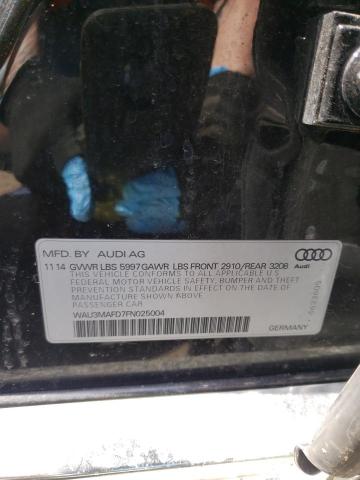 MFD. BY AUDI AG
11 14 GVWR LBS 5997 GAWR LBS FRONT 2910/REAR 3208 Audi
THIS VEHICLE CONFORMS TO ALL APPLICABLE U.S
FEDERAL MOTOR VEHICLE SAFETY, BUMPER AND THEFT
PREVENTION STANDARDS IN EFFECT ON THE DATE OF
MANUFACTURE SHOWN ABOVE
PASSENGER CAR
WAU3MAFD7FN025004
GERMANY